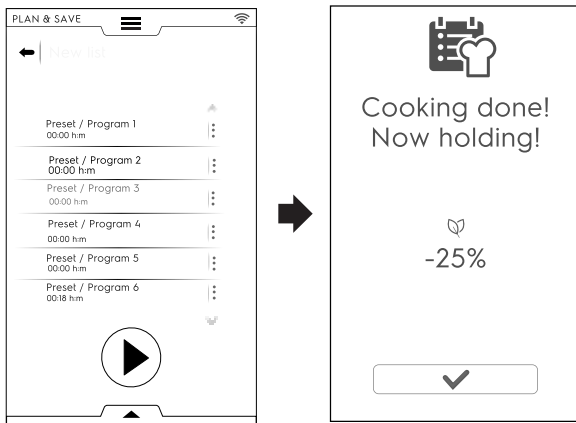 PLAN & SAVE
New list
Preset / Program 1
00:00 h:m
Preset / Program 2
00:00 h:m
Preset / Program 3
00:00 h:m
Preset / Program 4
00:00 h:m
Preset / Program 5
00:00 h:m
Preset / Program 6
00:18 h:m
Cooking done!
Now holding!
-25%